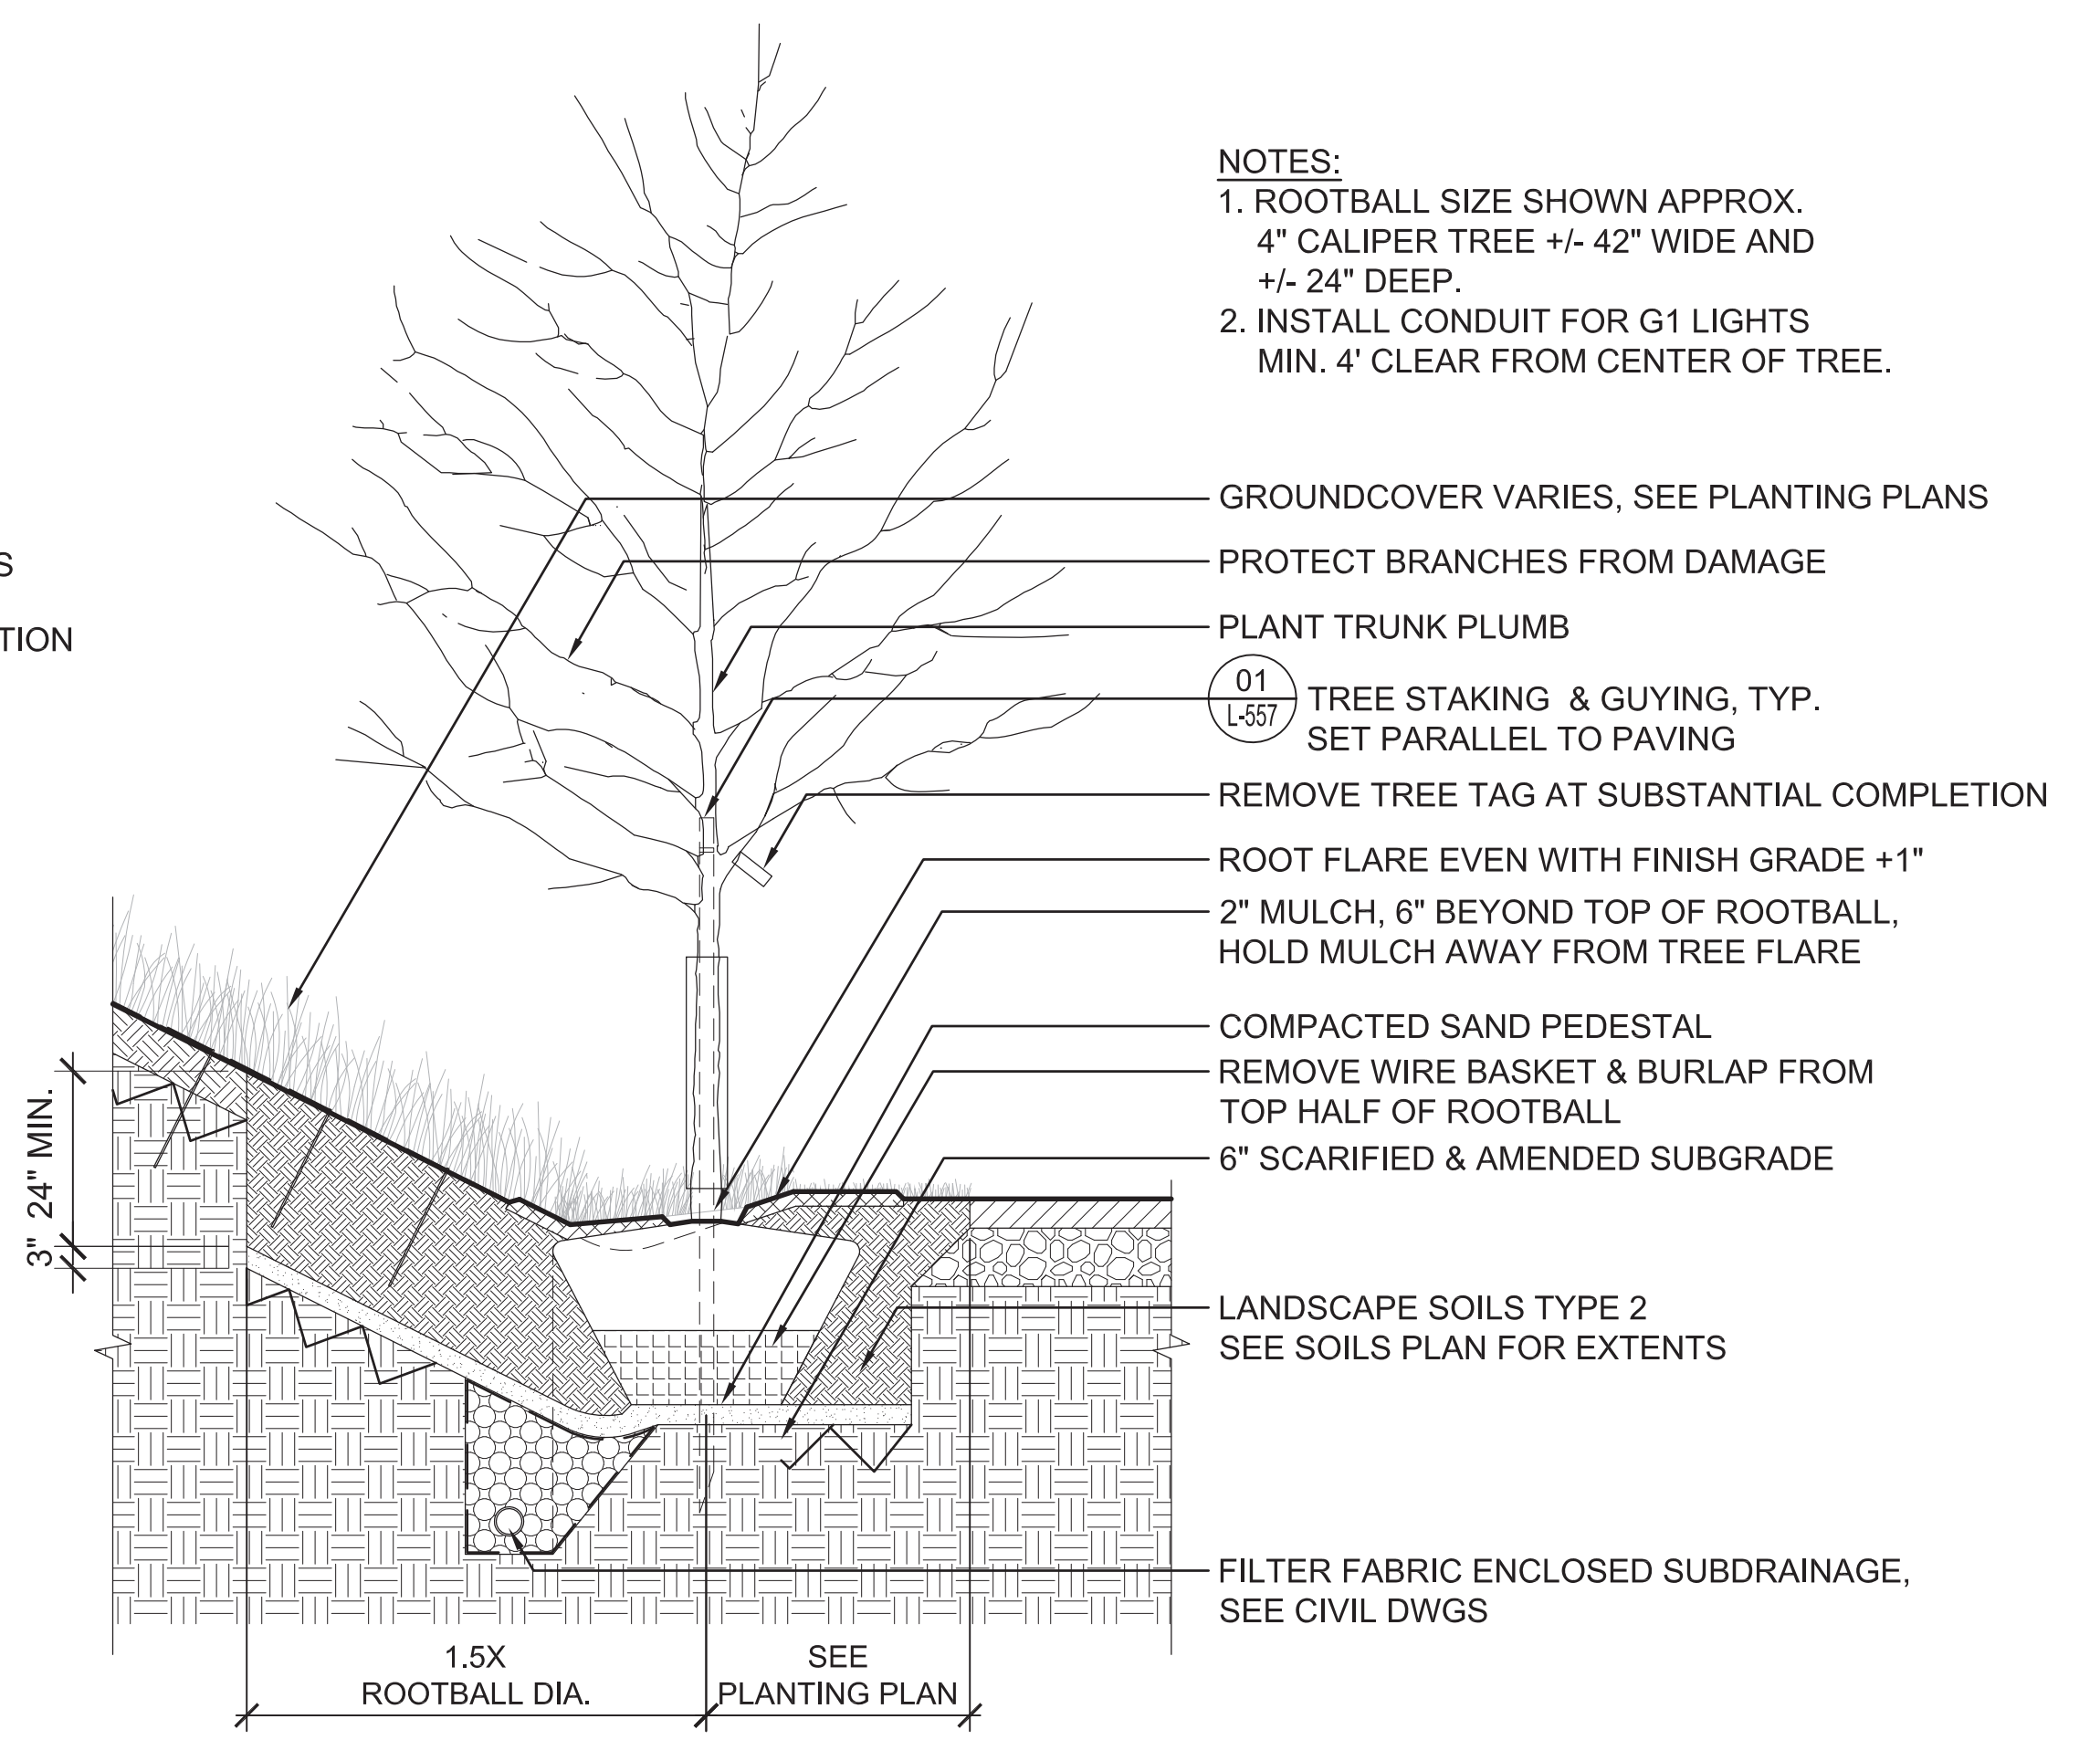 NOTES:
1. ROOTBALL SIZE SHOWN APPROX.
4" CALIPER TREE +/- 42" WIDE AND
+/- 24" DEEP.
2. INSTALL CONDUIT FOR G1 LIGHTS
MIN. 4' CLEAR FROM CENTER OF TREE.
GROUNDCOVER VARIES, SEE PLANTING PLANS
S
PROTECT BRANCHES FROM DAMAGE
TION
PLANT TRUNK PLUMB
01
L-557
TREE STAKING & GUYING, TYP.
SET PARALLEL TO PAVING
REMOVE TREE TAG AT SUBSTANTIAL COMPLETION
ROOT FLARE EVEN WITH FINISH GRADE +1"
2" MULCH, 6" BEYOND TOP OF ROOTBALL,
HOLD MULCH AWAY FROM TREE FLARE
COMPACTED SAND PEDESTAL
REMOVE WIRE BASKET & BURLAP FROM
TOP HALF OF ROOTBALL
6" SCARIFIED & AMENDED SUBGRADE
3" 24" MIN.
LANDSCAPE SOILS TYPE 2
SEE SOILS PLAN FOR EXTENTS
FILTER FABRIC ENCLOSED SUBDRAINAGE,
SEE CIVIL DWGS
1.5X
ROOTBALL DIA.
SEE
PLANTING PLAN